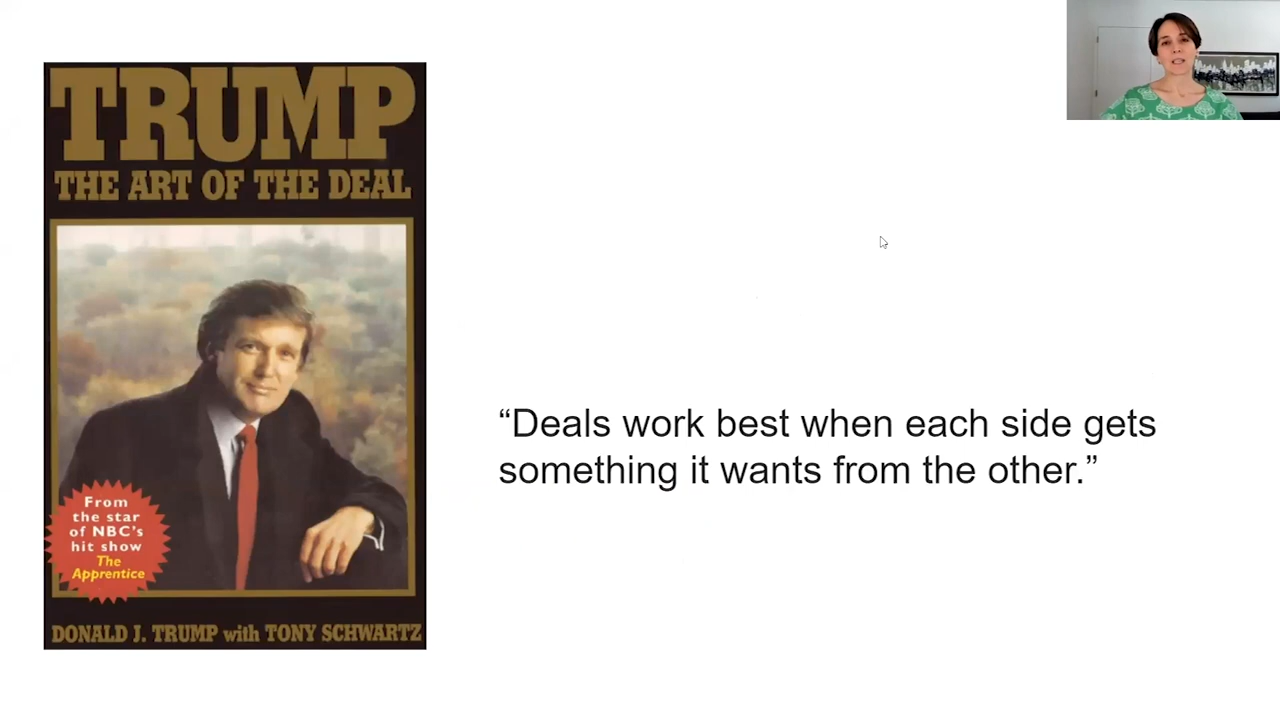 TRUMP
THE ART OF THE DEAL
From
the star
of NBC's
hit show
The
Apprentice
DONALD J. TRUMP with TONY SCHWARTZ
“Deals work best when each side gets
something it wants from the other.”